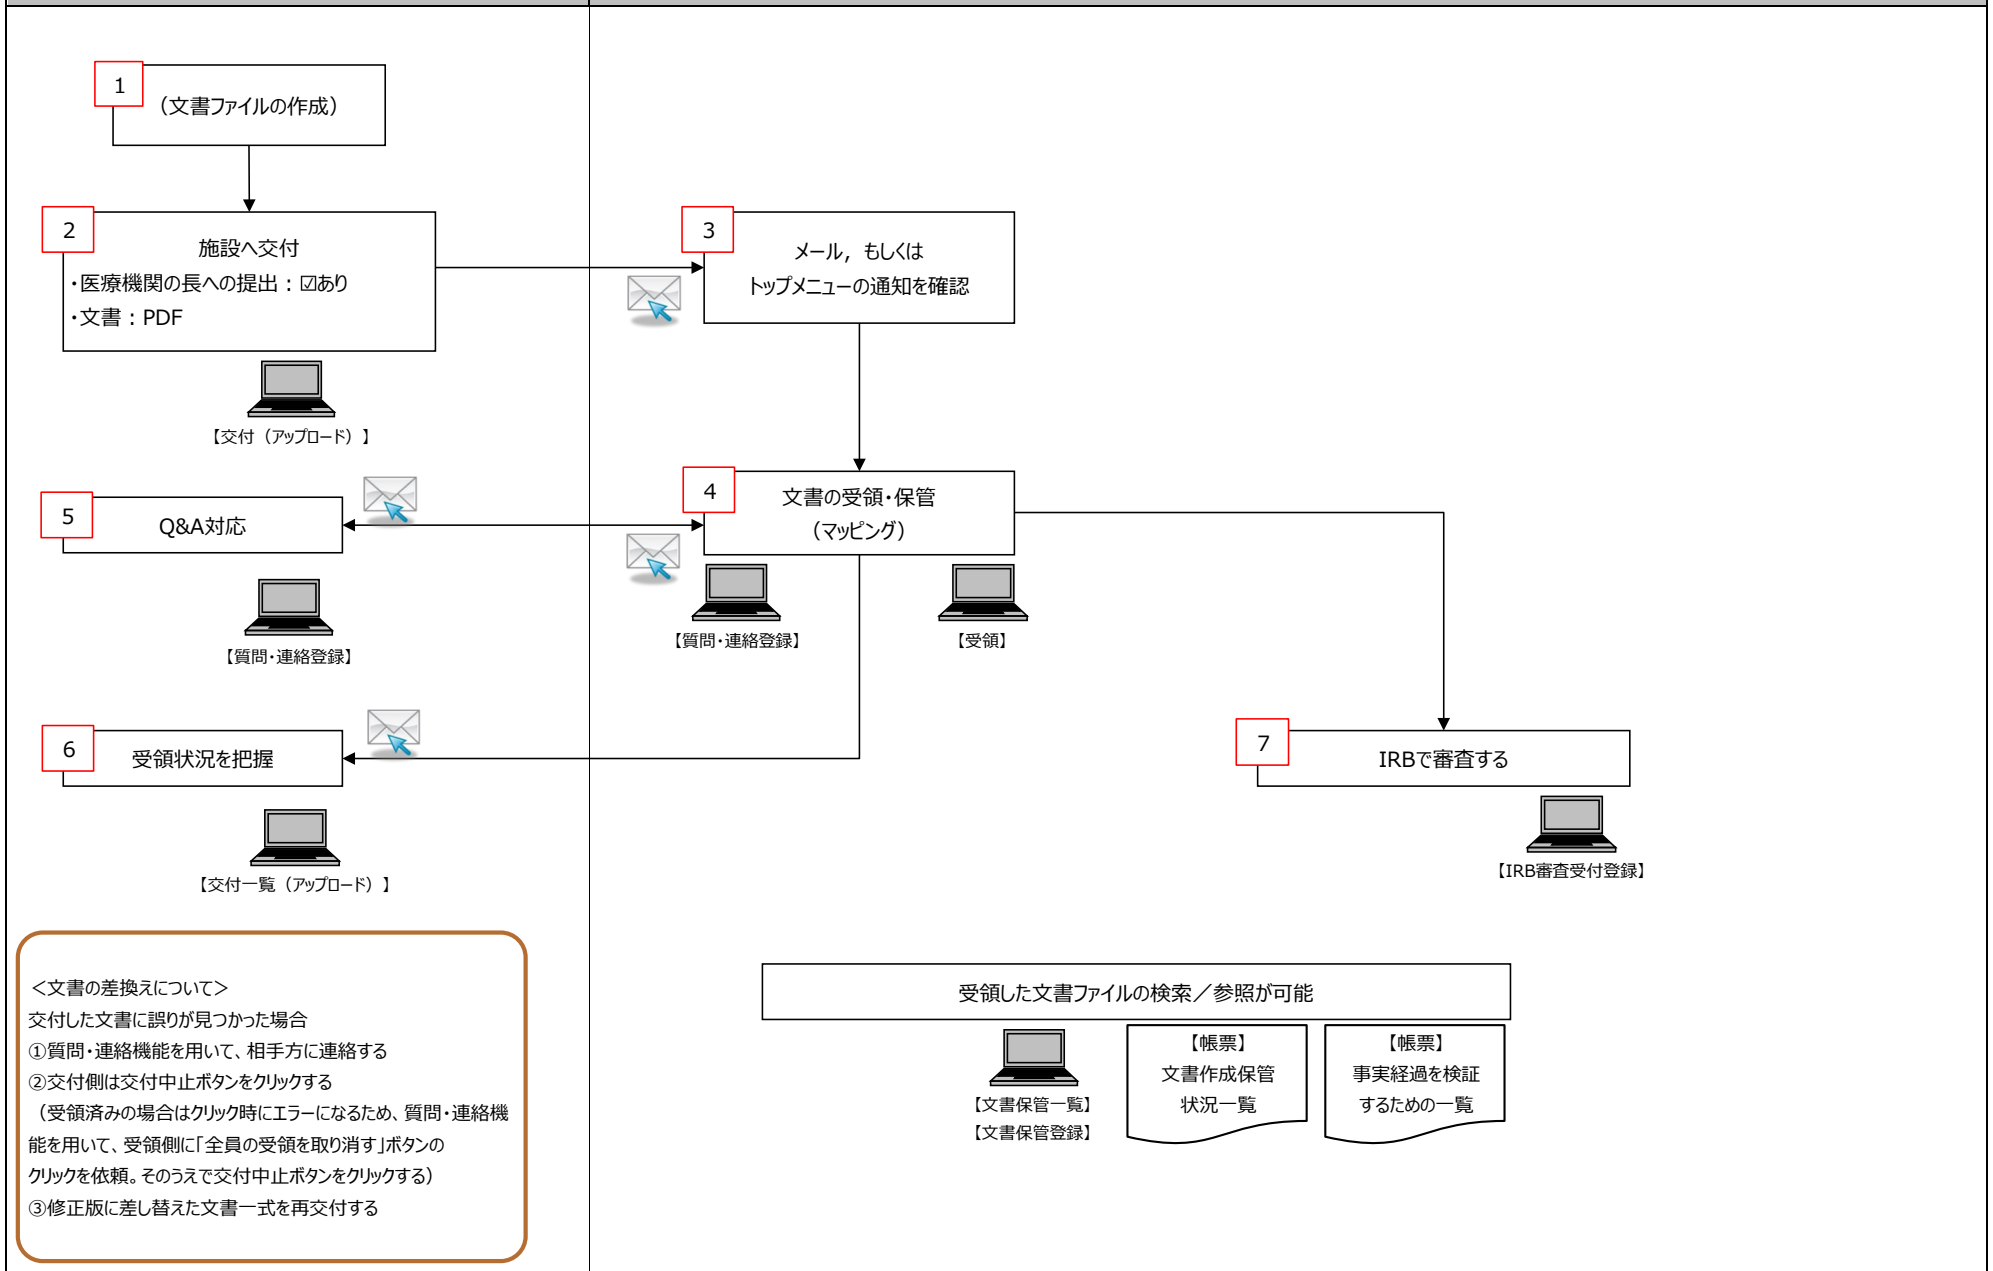 1
（文書ファイルの作成）
2
施設へ交付
・医療機関の長への提出：☑あり
・文書：PDF
【交付（アップロード）】
3
メール，もしくは
トップメニューの通知を確認
4
文書の受領・保管
（マッピング）
【質問・連絡登録】
【受領】
5
Q&A対応
【質問・連絡登録】
6
受領状況を把握
【交付一覧（アップロード）】
7
IRBで審査する
【IRB審査受付登録】
＜文書の差換えについて＞
交付した文書に誤りが見つかった場合
①質問・連絡機能を用いて、相手方に連絡する
②交付側は交付中止ボタンをクリックする
（受領済みの場合はクリック時にエラーになるため、質問・連絡機
能を用いて、受領側に「全員の受領を取り消す」ボタンの
クリックを依頼。そのうえで交付中止ボタンをクリックする）
③修正版に差し替えた文書一式を再交付する
受領した文書ファイルの検索／参照が可能
【文書保管一覧】
【文書保管登録】
【帳票】
文書作成保管
状況一覧
【帳票】
事実経過を検証
するための一覧